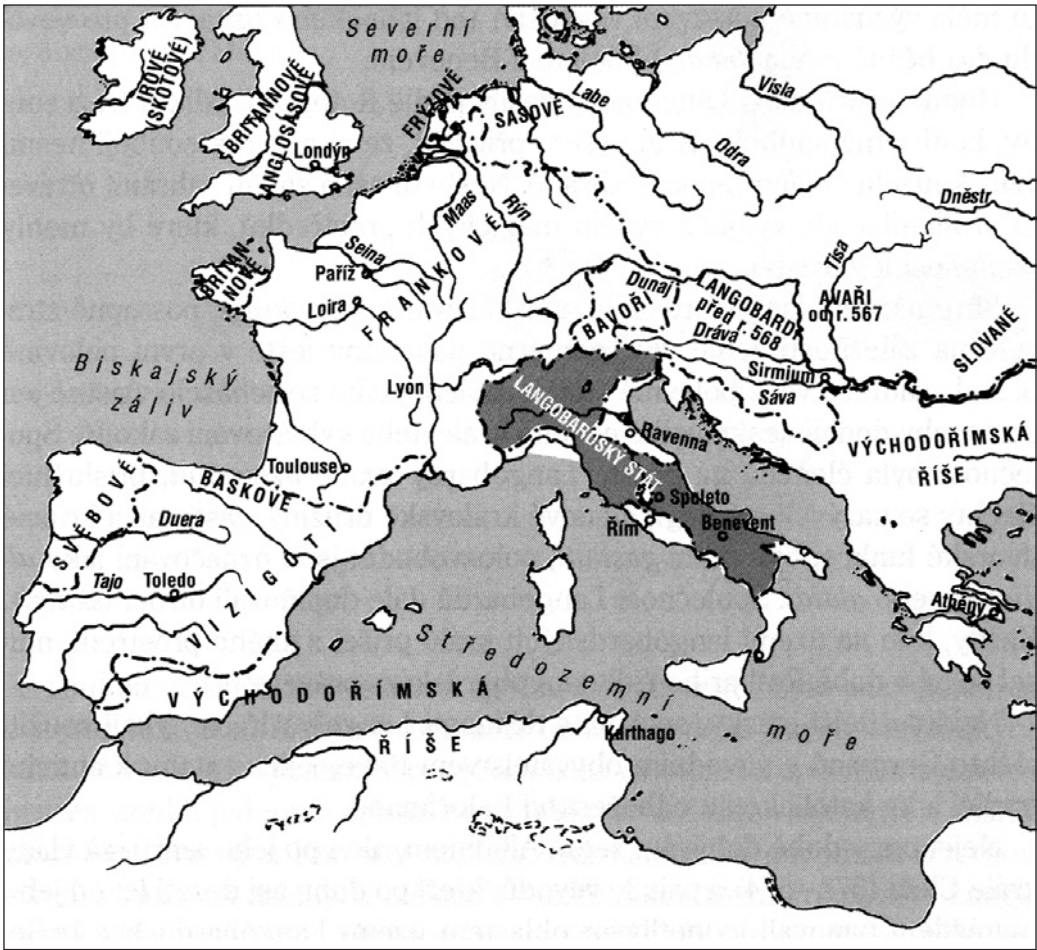 Severní
moře
IROVÉ
(SKOTOVÉ)
BRITANOVÉ
ANGLOSASOVÉ
Londýn
FRÍSOVÉ
SASOVÉ
Labe
Visla
Odra
Dněstr
Maas
Rýn
BRITAN-
NOVÉ
Seina
Paříž
Loira
FRANKOVÉ
BAVOŘI
Dunaj
LANGOBARDI
před r. 568
Tisa
AVAŘI
od r. 567
SLOVANÉ
Dráva
Sirmium
Sáva
Biskajský
záliv
Lyon
Toulouse
LANGOBARDSKÝ STÁT
Ravenna
Spoleto
Řím
Benevent
VÝCHODOŘÍMSKÁ
ŘÍŠE
SVÉBOVÉ
BASKOVÉ
Duera
Tajo
Toledo
VIZIGÓTI
Athény
Středozemní
moře
VÝCHODOŘÍMSKÁ
ŘÍŠE
Karthago